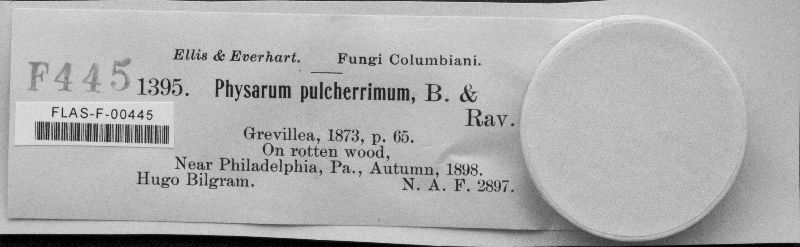 Ellis & Everhart. Fungi Columbiani.
F445
1395. Physarum pulcherrimum, B. &
Rav.
FLAS-F-00445
Grevillea, 1873, p. 65.
On rotten wood,
Near Philadelphia, Pa., Autumn, 1898.
Hugo Bilgram. N. A. F. 2897.